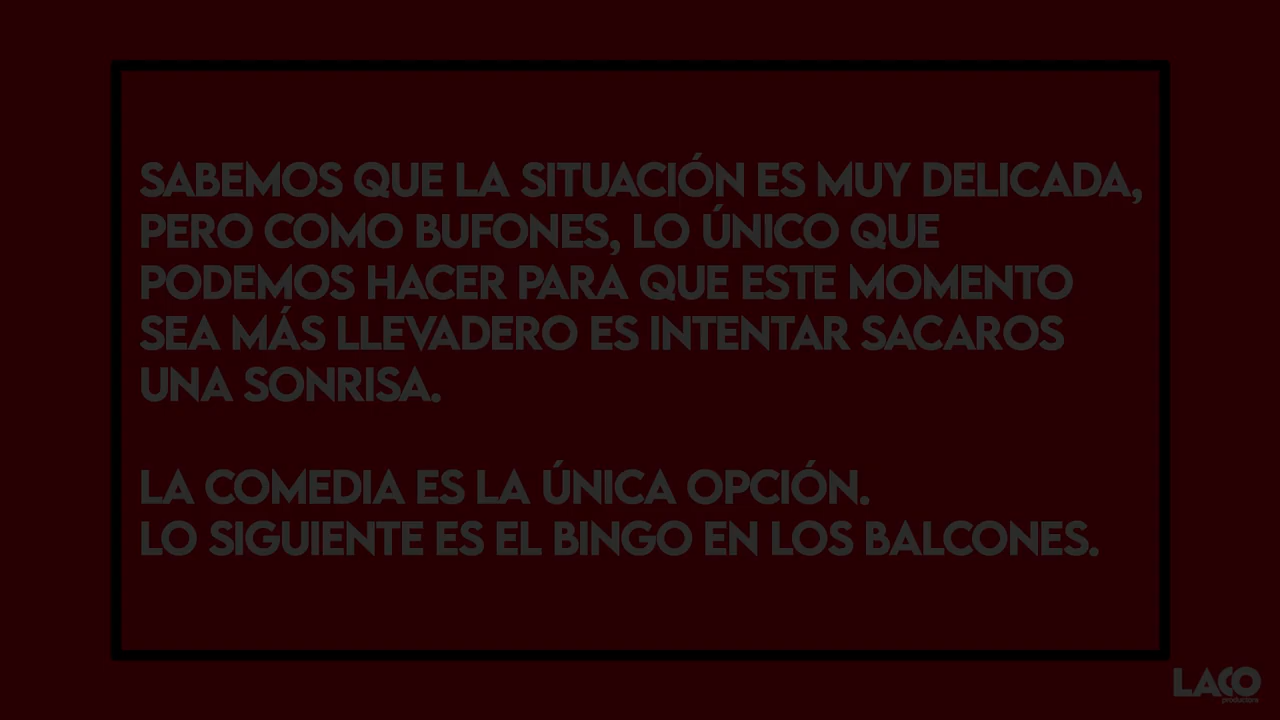 SABEMOS QUE LA SITUACIÓN ES MUY DELICADA,
PERO COMO BUFONES, LO ÚNICO QUE
PODEMOS HACER PARA QUE ESTE MOMENTO
SEA MÁS LLEVADERO ES INTENTAR SACAROS
UNA SONRISA.
LA COMEDIA ES LA ÚNICA OPCIÓN.
LO SIGUIENTE ES EL BINGO EN LOS BALCONES.
LACO
productora